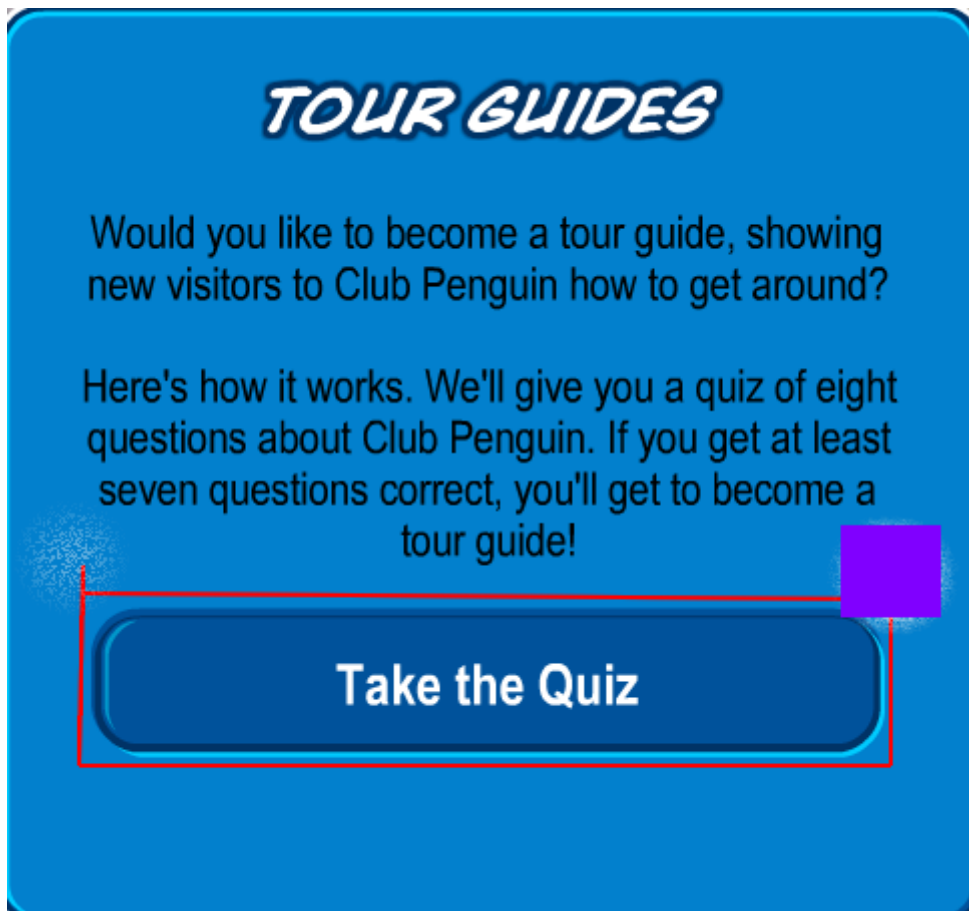 TOUR GUIDES
Would you like to become a tour guide, showing
new visitors to Club Penguin how to get around?
Here's how it works. We'll give you a quiz of eight
questions about Club Penguin. If you get at least
seven questions correct, you'll get to become a
tour guide!
Take the Quiz